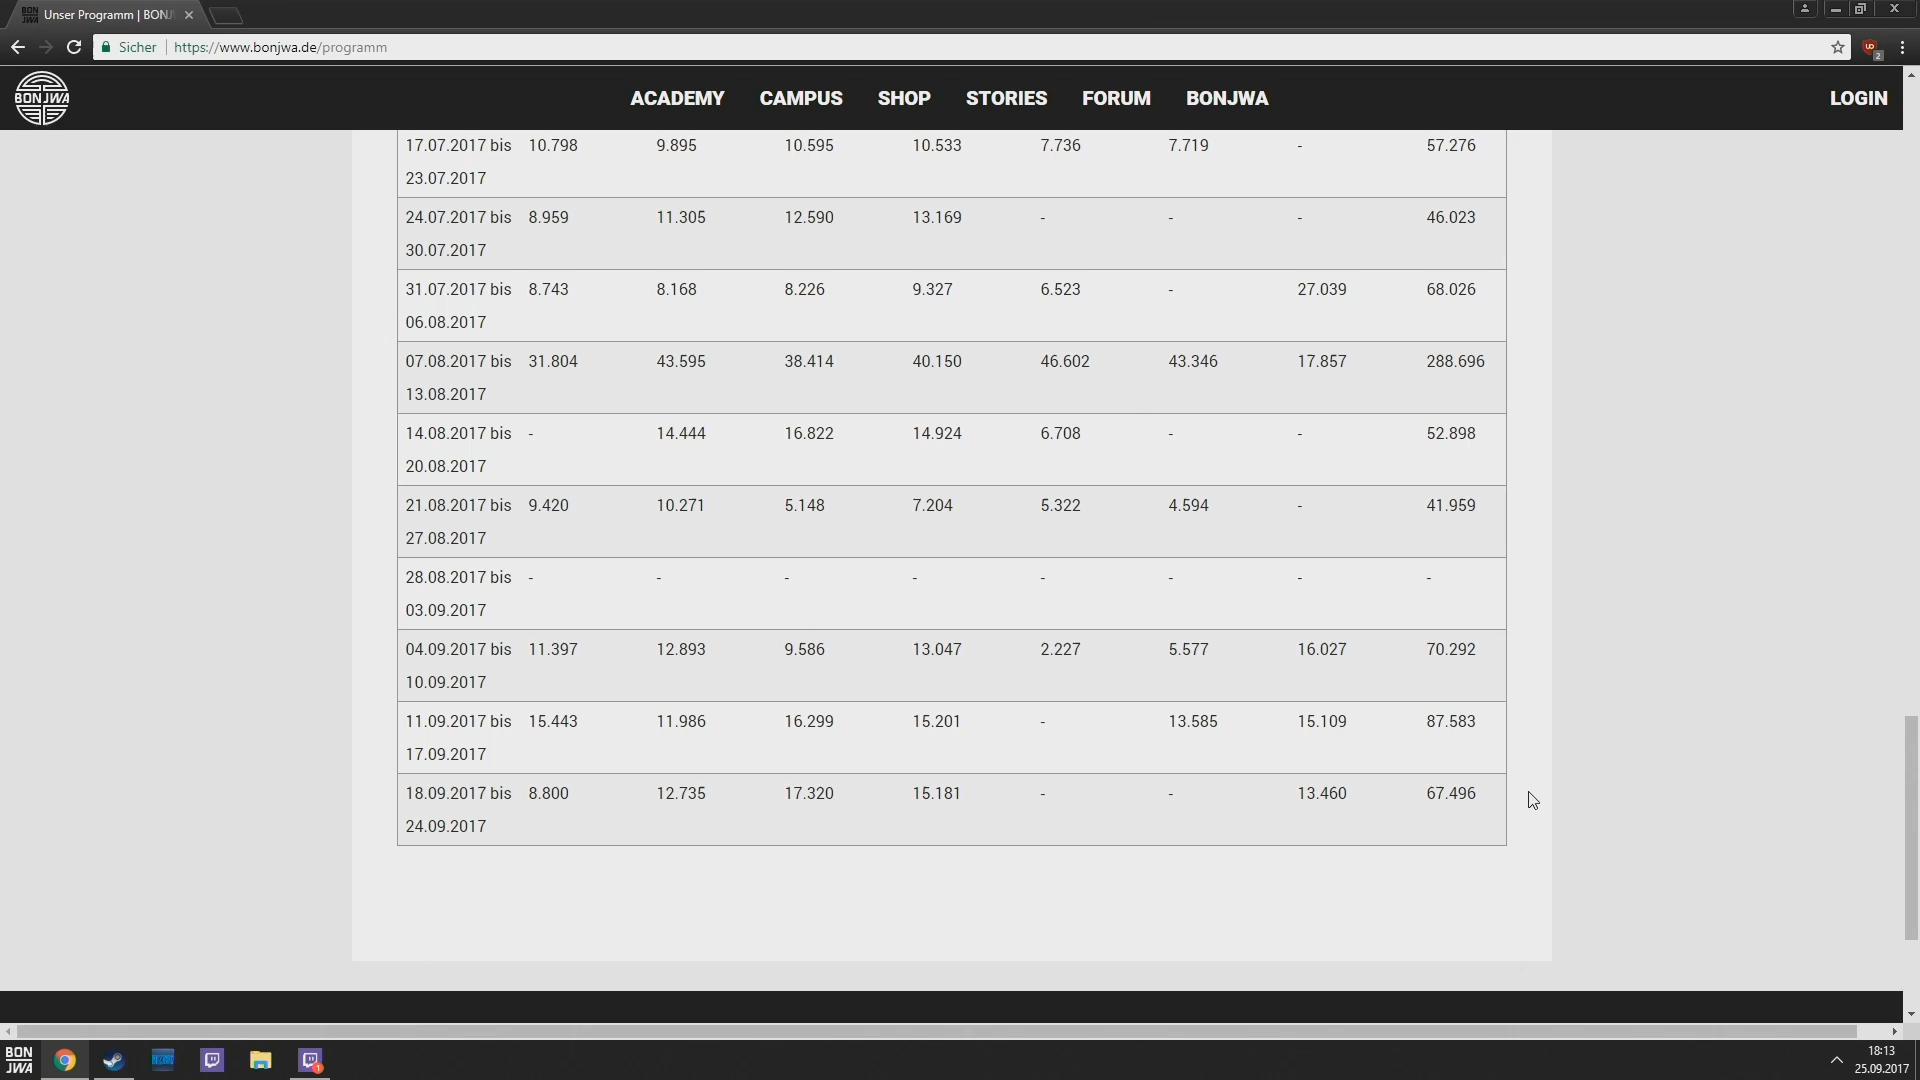 BON
JWA
Unser Programm | BONJ
Sicher https://www.bonjwa.de/programm
2
BONJWA
ACADEMY CAMPUS SHOP STORIES FORUM BONJWA LOGIN
17.07.2017 bis 10.798 9.895 10.595 10.533 7.736 7.719 - 57.276
23.07.2017
24.07.2017 bis 8.959 11.305 12.590 13.169 - - - 46.023
30.07.2017
31.07.2017 bis 8.743 8.168 8.226 9.327 6.523 - 27.039 68.026
06.08.2017
07.08.2017 bis 31.804 43.595 38.414 40.150 46.602 43.346 17.857 288.696
13.08.2017
14.08.2017 bis - 14.444 16.822 14.924 6.708 - - 52.898
20.08.2017
21.08.2017 bis 9.420 10.271 5.148 7.204 5.322 4.594 - 41.959
27.08.2017
28.08.2017 bis - - - - - - - -
03.09.2017
04.09.2017 bis 11.397 12.893 9.586 13.047 2.227 5.577 16.027 70.292
10.09.2017
11.09.2017 bis 15.443 11.986 16.299 15.201 - 13.585 15.109 87.583
17.09.2017
18.09.2017 bis 8.800 12.735 17.320 15.181 - - 13.460 67.496
24.09.2017
BON
JWA
1
18:13
25.09.2017